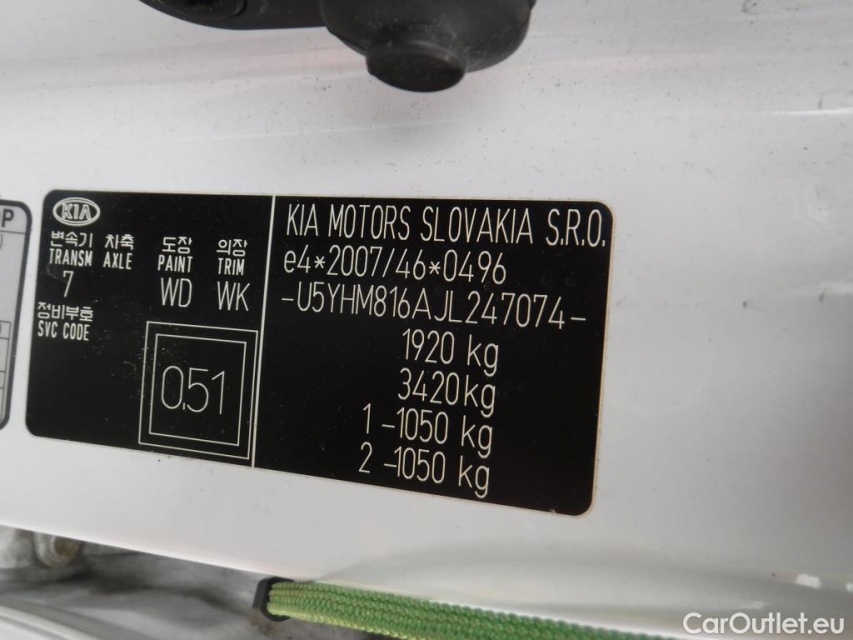 KIA
변속기 차축 도장 의장
TRANSM AXLE PAINT TRIM
7 WD WK
정비부호
SVC CODE
0.51
KIA MOTORS SLOVAKIA S.R.O.
e4*2007/46*0496
-U5YHM816AJL247074-
1920 kg
3420kg
1 -1050 kg
2 -1050 kg
P
CarOutlet.eu